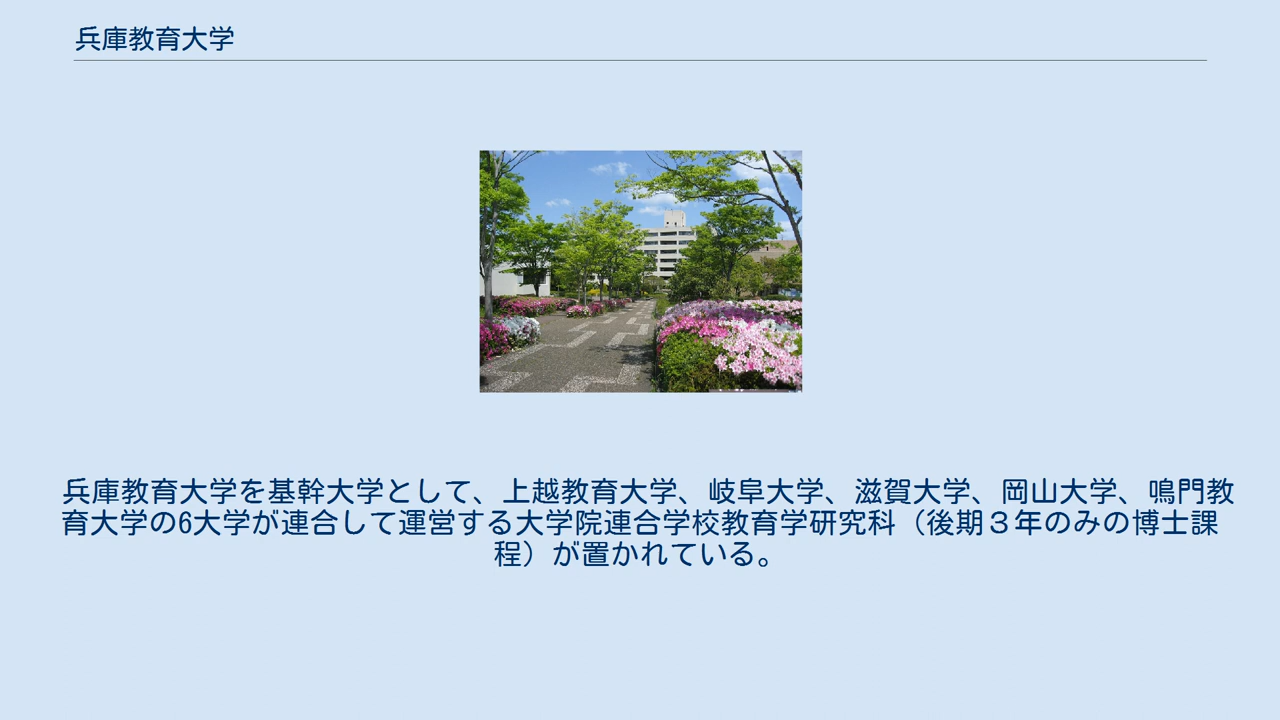 兵庫教育大学
兵庫教育大学を基幹大学として、上越教育大学、岐阜大学、滋賀大学、岡山大学、鳴門教
育大学の6大学が連合して運営する大学院連合学校教育学研究科（後期３年のみの博士課
程）が置かれている。